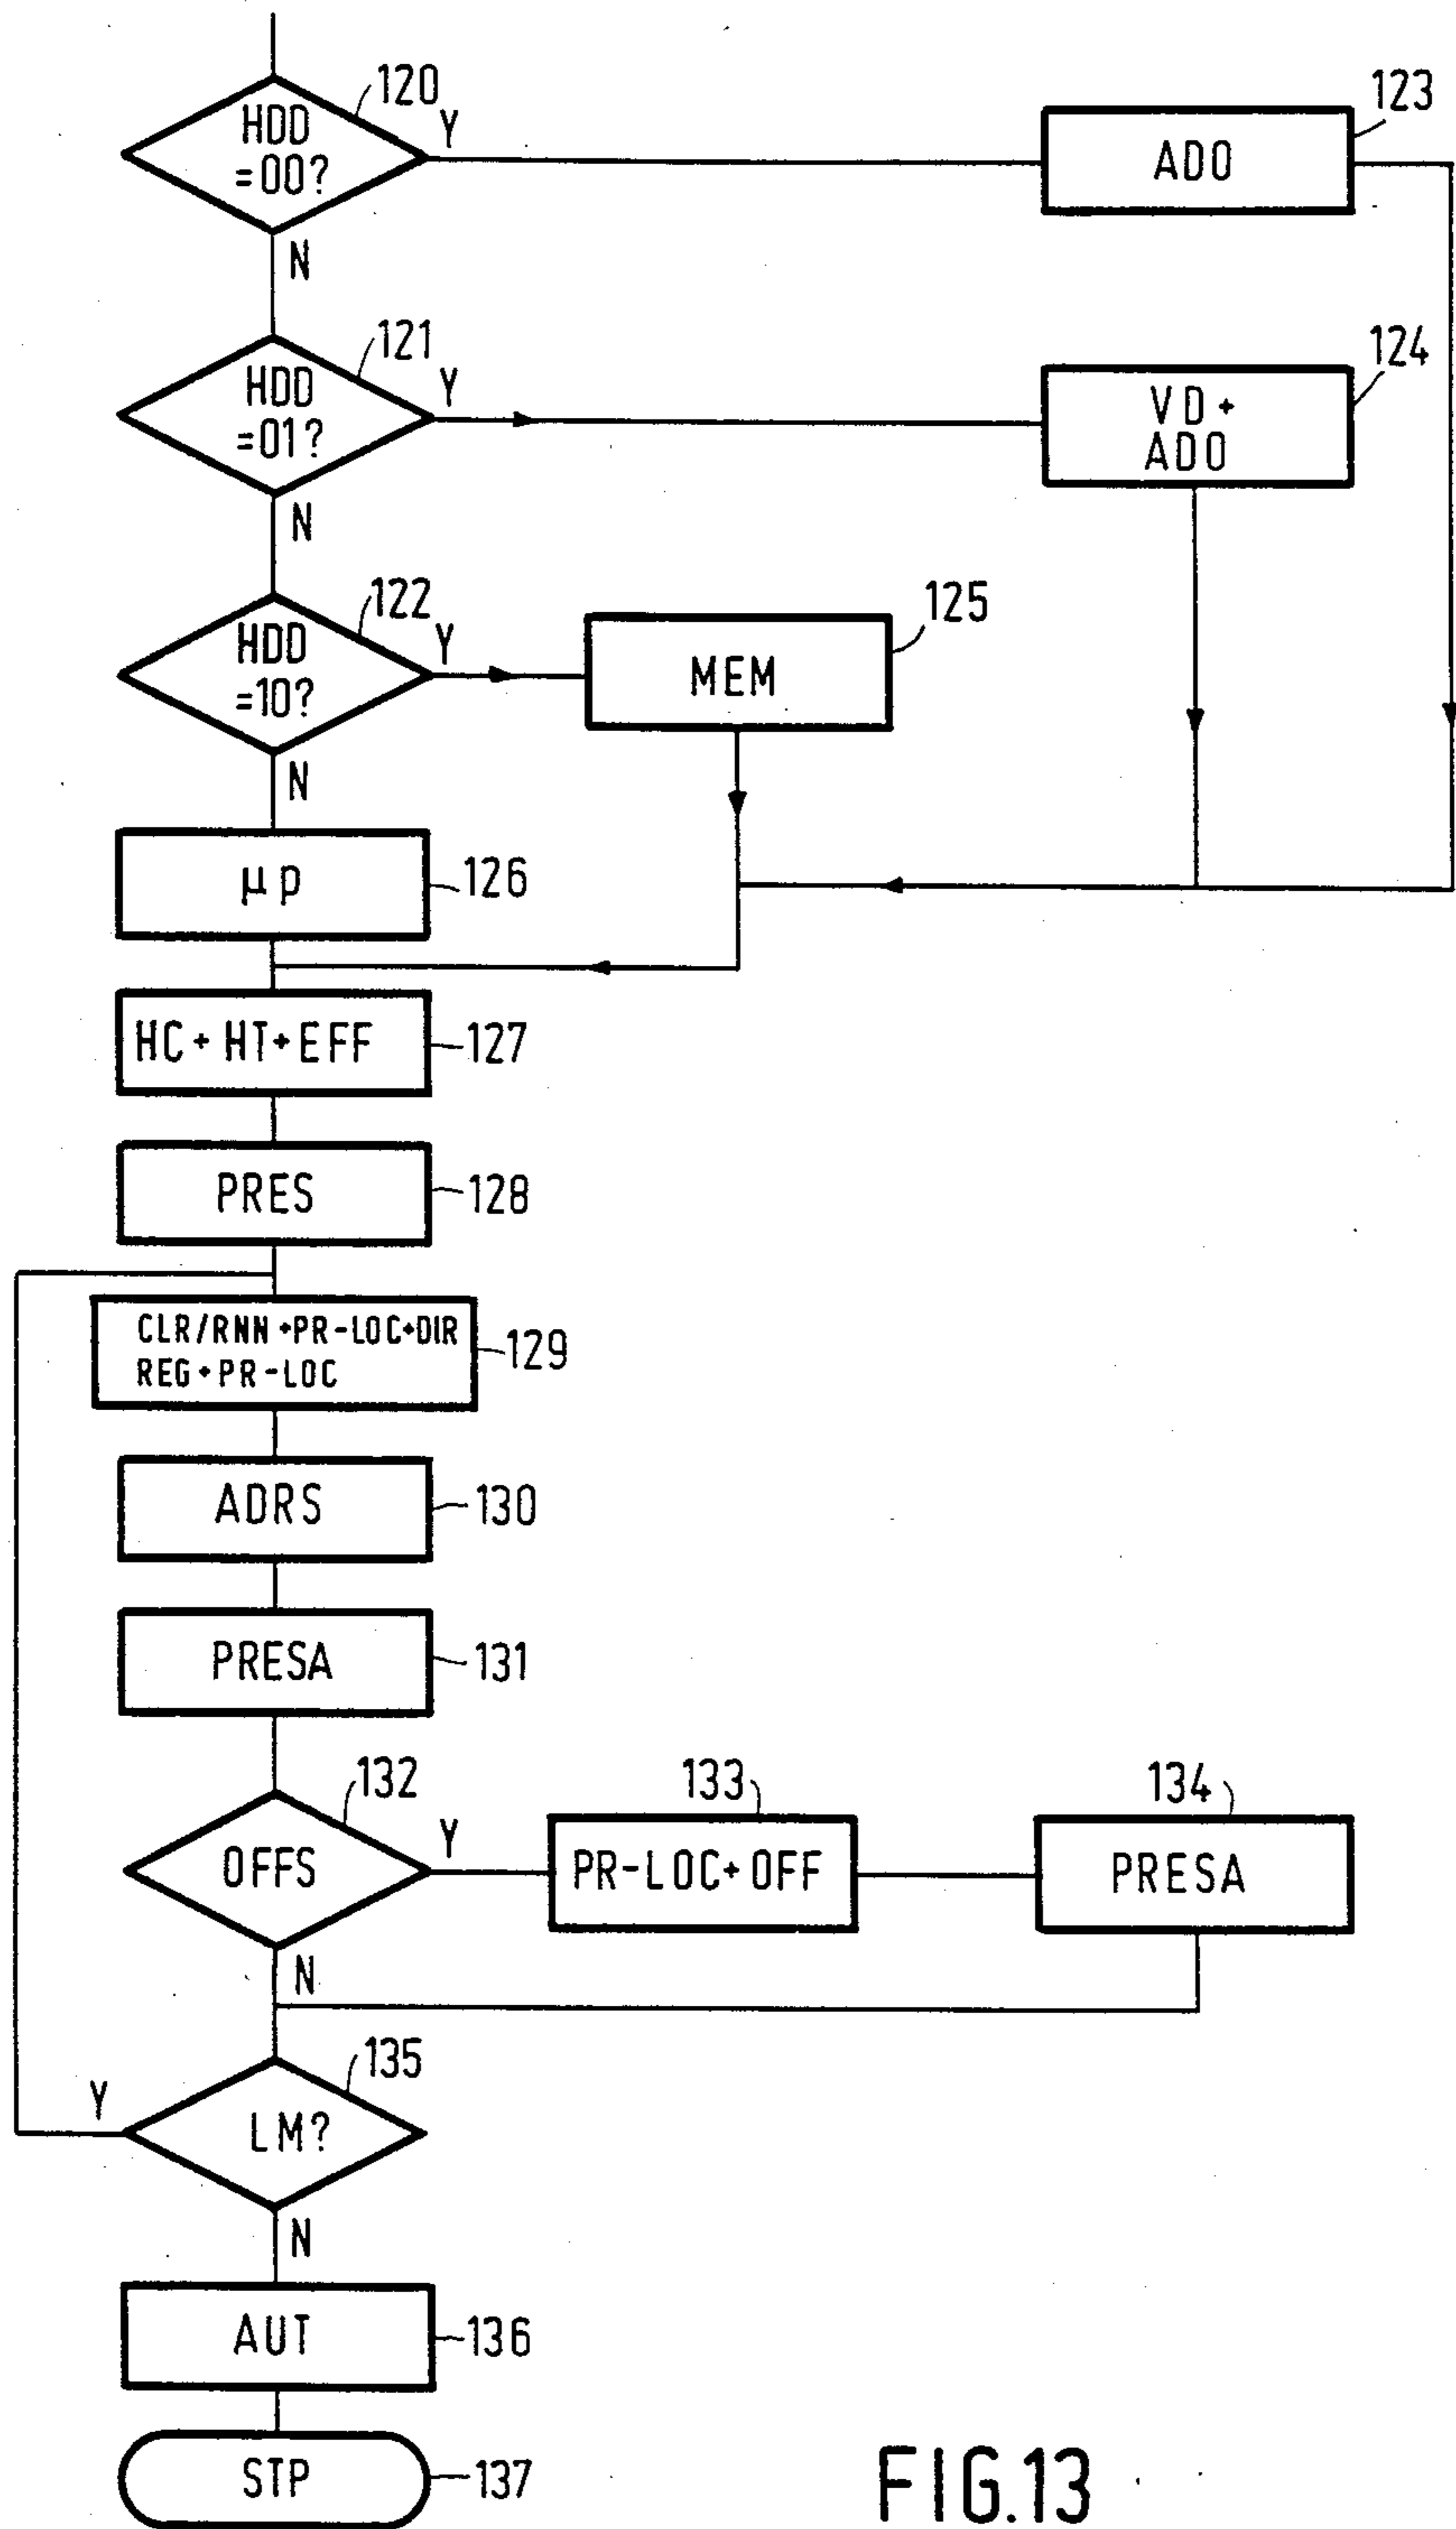 120
HDD
=00?
Y
N
123
ADO
121
HDD
=01?
Y
N
124
VD+
ADO
122
HDD
=10?
Y
N
125
MEM
μp
126
HC+HT+EFF
127
PRES
128
CLR/RNN+PR-LOC+DIR
REG+PR-LOC
129
ADRS
130
PRESA
131
132
OFFS
Y
N
133
PR-LOC+OFF
134
PRESA
135
LM?
Y
N
AUT
136
STP
137
FIG.13